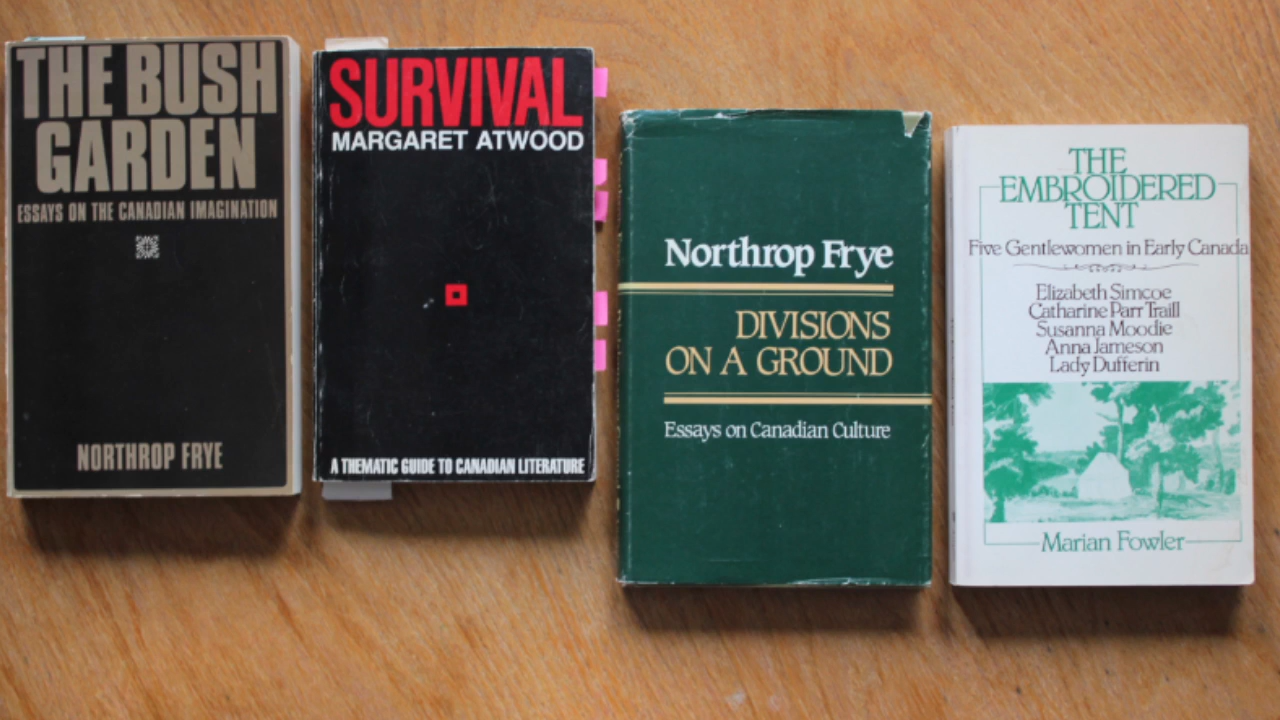 THE BUSH
GARDEN
ESSAYS ON THE CANADIAN IMAGINATION
NORTHROP FRYE
SURVIVAL
MARGARET ATWOOD
A THEMATIC GUIDE TO CANADIAN LITERATURE
Northrop Frye
DIVISIONS
ON A GROUND
Essays on Canadian Culture
THE
EMBROIDERED
TENT
Five Gentlewomen in Early Canada
Elizabeth Simcoe
Catharine Parr Traill
Susanna Moodie
Anna Jameson
Lady Dufferin
Marian Fowler